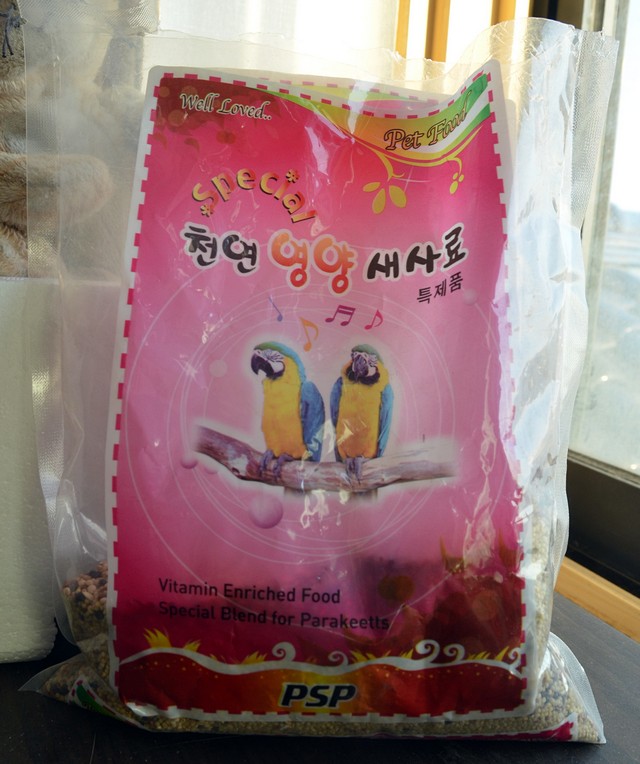 Well Loved..
Pet Food
Special
천연 영양 새사료
특제품
Vitamin Enriched Food
Special Blend for Parakeetts
PSP